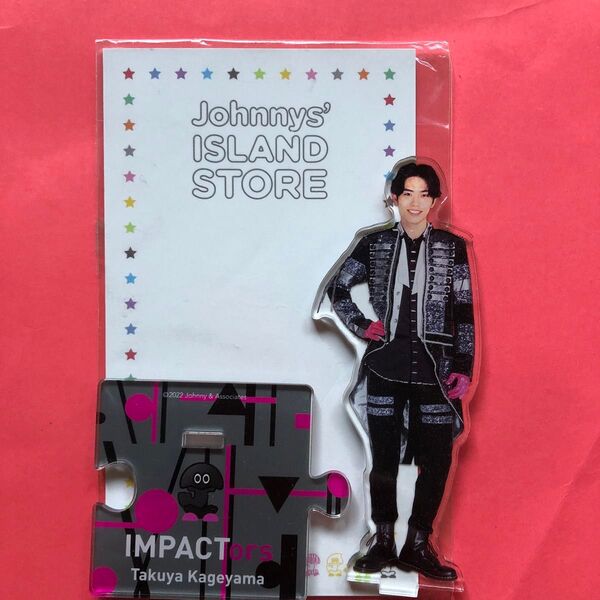 Johnnys'
ISLAND
STORE
©2022 Johnny & Associates
IMPACTors
Takuya Kageyama